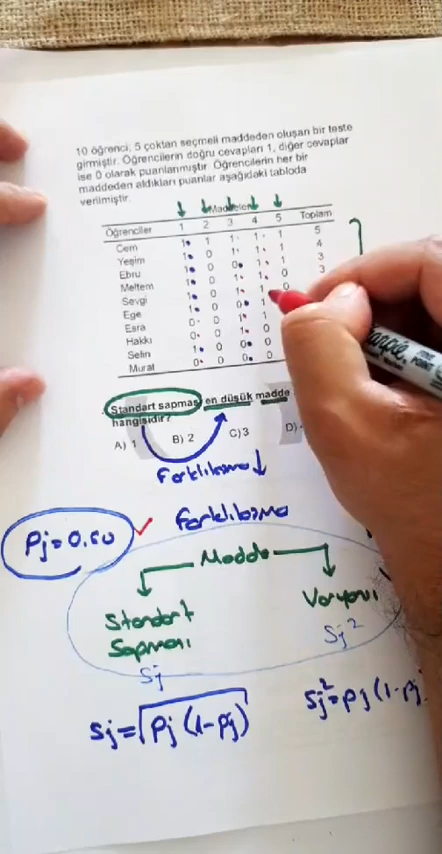 10 öğrenci, 5 çoktan seçmeli maddeden oluşan bir teste
girmiştir. Öğrencilerin doğru cevapları 1, diğer cevaplar
ise 0 olarak puanlanmıştır. Öğrencilerin her bir
maddeden aldıkları puanlar aşağıdaki tabloda
verilmiştir.
Maddeler
Öğrenciler 1 2 3 4 5 Toplam
Cem 1 1 1 1 1 5
Yeşim 1 0 1 1 1 4
Ebru 1 0 0 1 1 3
Meltem 1 0 1 1 0 3
Sevgi 1 0 1 1 0
Ege 1 0 0 1
Esra 0 0 1 1
Hakkı 0 0 1 0
Selin 1 0 0 0
Murat 0 0 0 0
Standart sapması en düşük madde
hangisidir?
A) 1 B) 2 C) 3 D)
Farklılaşma ↓
Farklılaşma
Pj=0.50 ✓
Madde
Standart
Sapması
Sj
Varyansı
Sj²
Sj=√Pj (1-Pj)
Sj²=Pj (1-Pj